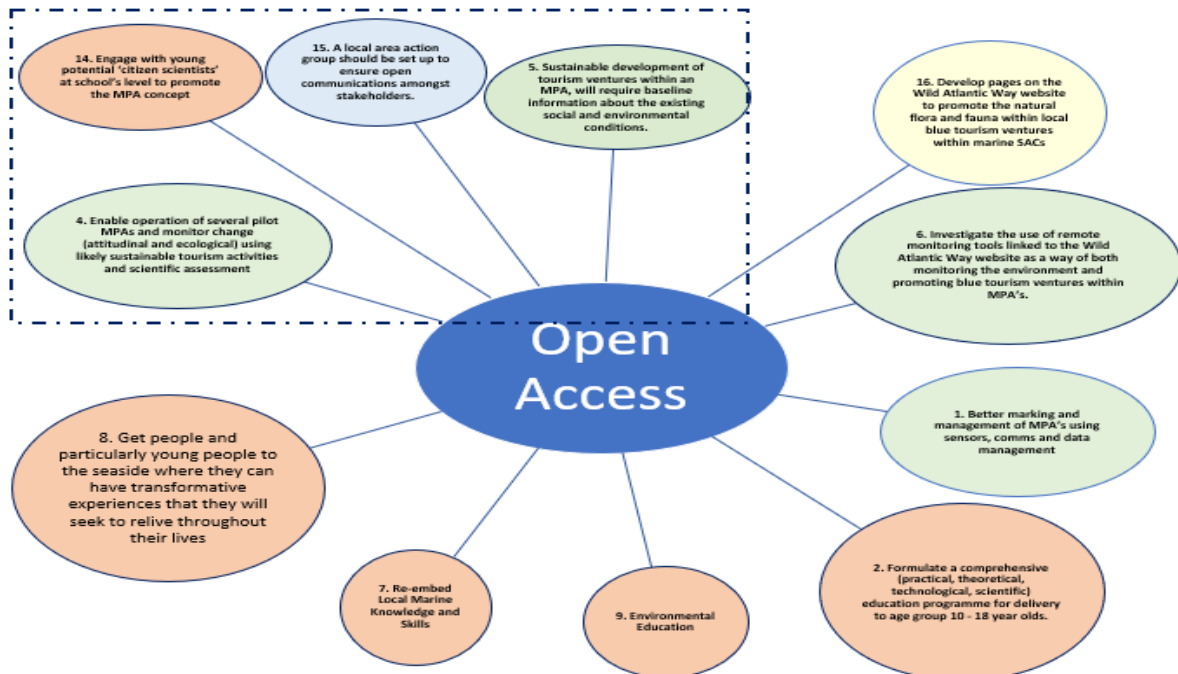 14. Engage with young
potential ‘citizen scientists’
at school’s level to promote
the MPA concept
15. A local area action
group should be set up to
ensure open
communications amongst
stakeholders.
5. Sustainable development of
tourism ventures within an
MPA, will require baseline
information about the existing
social and environmental
conditions.
16. Develop pages on the
Wild Atlantic Way website
to promote the natural
flora and fauna within local
blue tourism ventures
within marine SACs
4. Enable operation of several pilot
MPAs and monitor change
(attitudinal and ecological) using
likely sustainable tourism activities
and scientific assessment
6. Investigate the use of remote
monitoring tools linked to the Wild
Atlantic Way website as a way of both
monitoring the environment and
promoting blue tourism ventures within
MPA’s.
Open
Access
1. Better marking and
management of MPA’s using
sensors, comms and data
management
8. Get people and
particularly young people to
the seaside where they can
have transformative
experiences that they will
seek to relive throughout
their lives
7. Re-embed
Local Marine
Knowledge and
Skills
9. Environmental
Education
2. Formulate a comprehensive
(practical, theoretical,
technological, scientific)
education programme for delivery
to age group 10 - 18 year olds.